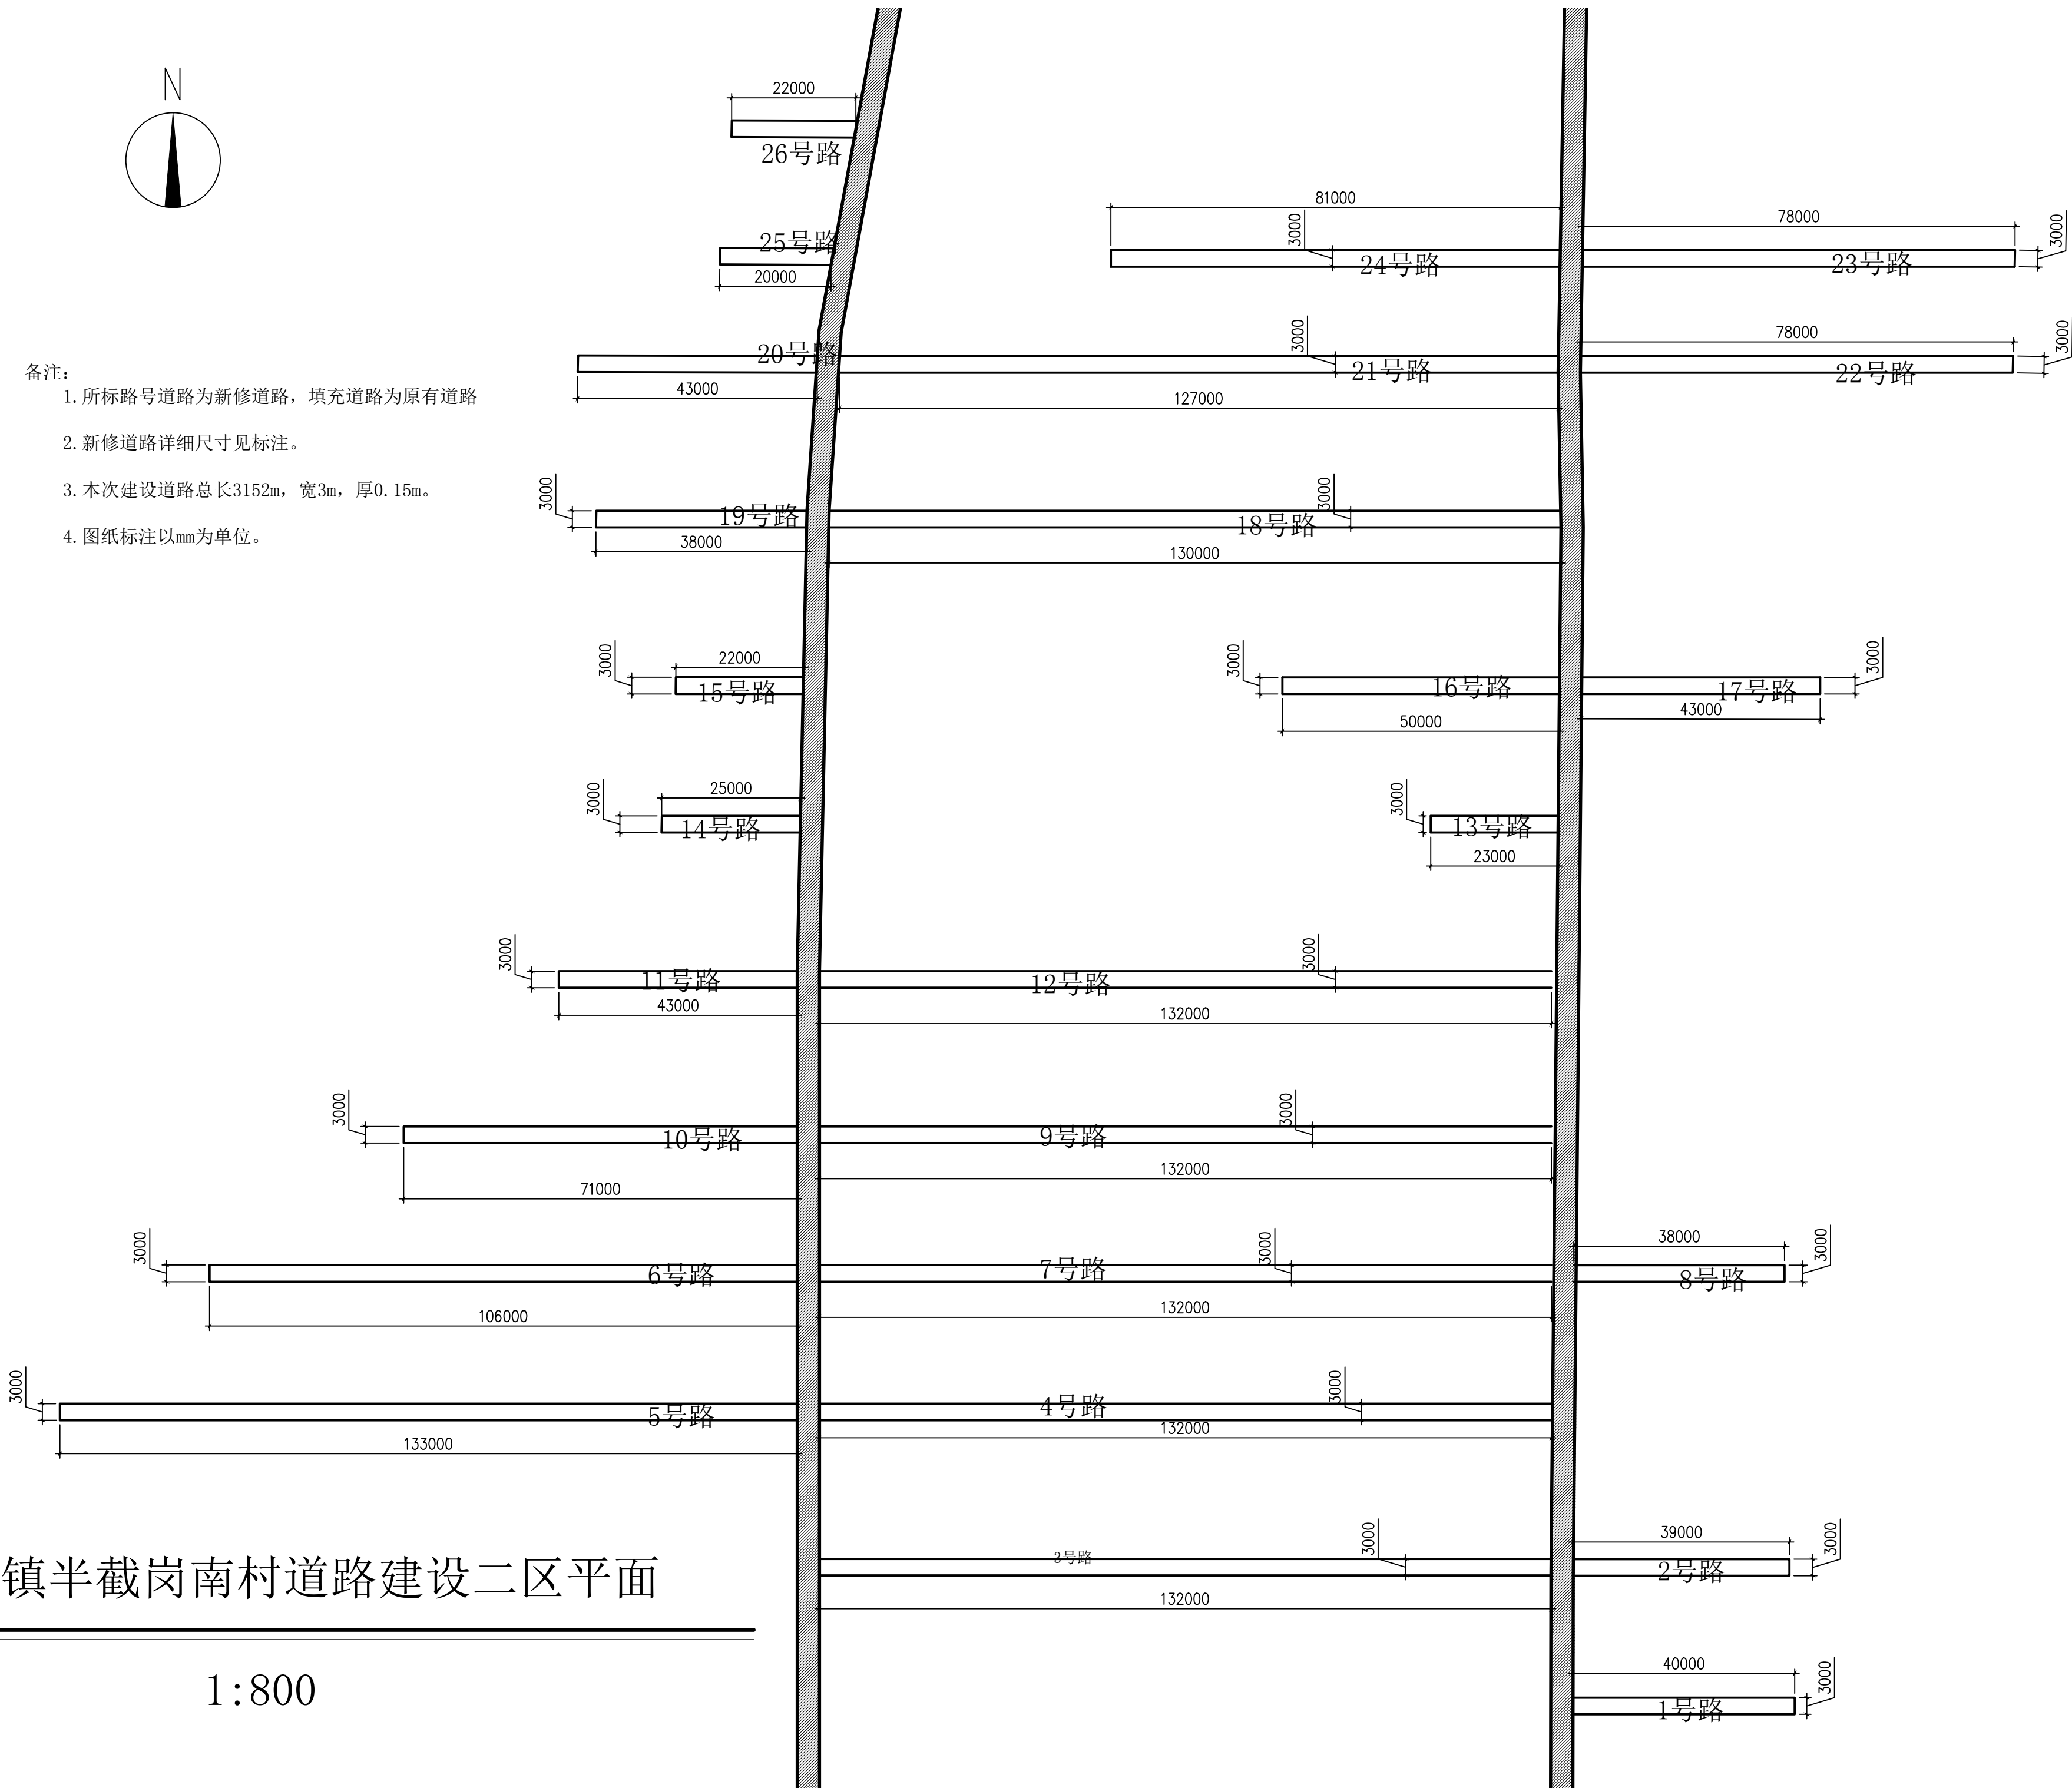 N
22000
26号路
81000
3000
78000
3000
25号路
24号路
23号路
20000
3000
78000
3000
20号路
21号路
22号路
43000
127000
备注：
1.所标路号道路为新修道路，填充道路为原有道路
2.新修道路详细尺寸见标注。
3.本次建设道路总长3152m，宽3m，厚0.15m。
4.图纸标注以mm为单位。
3000
19号路
3000
18号路
38000
130000
3000
22000
15号路
3000
16号路
17号路
3000
50000
43000
3000
25000
14号路
3000
13号路
23000
3000
11号路
12号路
3000
43000
132000
3000
10号路
9号路
3000
71000
132000
3000
6号路
7号路
3000
38000
3000
8号路
106000
132000
3000
5号路
4号路
3000
133000
132000
3号路
3000
39000
3000
2号路
132000
镇半截岗南村道路建设二区平面
1:800
40000
3000
1号路